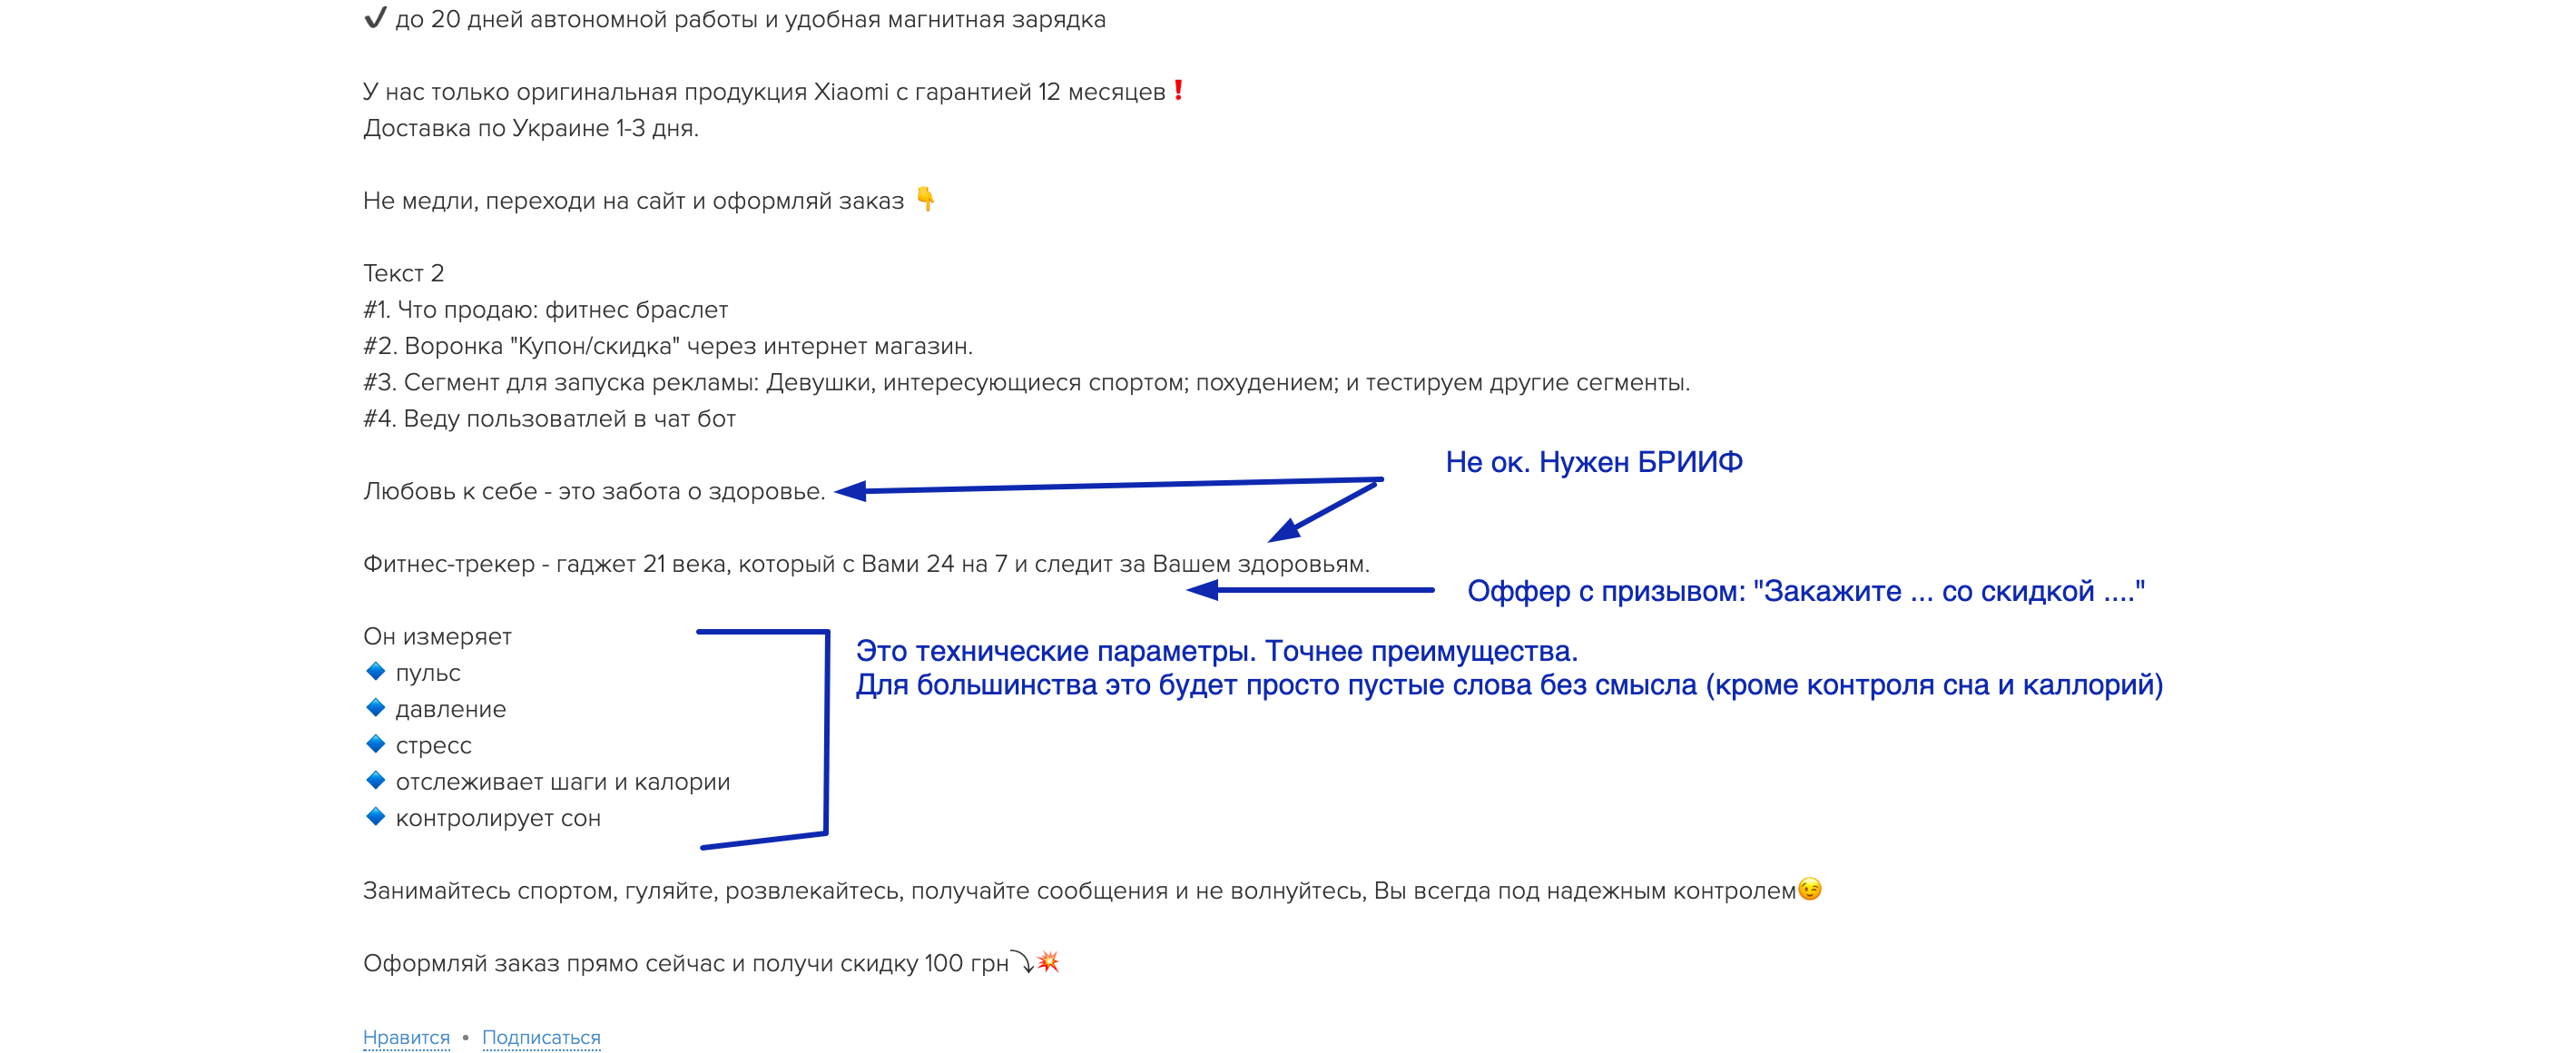 ✔ до 20 дней автономной работы и удобная магнитная зарядка
У нас только оригинальная продукция Xiaomi с гарантией 12 месяцев❗
Доставка по Украине 1-3 дня.
Не медли, переходи на сайт и оформляй заказ 👇
Текст 2
#1. Что продаю: фитнес браслет
#2. Воронка "Купон/скидка" через интернет магазин.
#3. Сегмент для запуска рекламы: Девушки, интересующиеся спортом; похудением; и тестируем другие сегменты.
#4. Веду пользоватлей в чат бот
Не ок. Нужен БРИИФ
Любовь к себе - это забота о здоровье.
Фитнес-трекер - гаджет 21 века, который с Вами 24 на 7 и следит за Вашем здоровьям.
Оффер с призывом: "Закажите ... со скидкой ...."
Он измеряет
Это технические параметры. Точнее преимущества.
Для большинства это будет просто пустые слова без смысла (кроме контроля сна и каллорий)
🔹 пульс
🔹 давление
🔹 стресс
🔹 отслеживает шаги и калории
🔹 контролирует сон
Занимайтесь спортом, гуляйте, розвлекайтесь, получайте сообщения и не волнуйтесь, Вы всегда под надежным контролем😉
Оформляй заказ прямо сейчас и получи скидку 100 грн⤵💥
Нравится • Подписаться